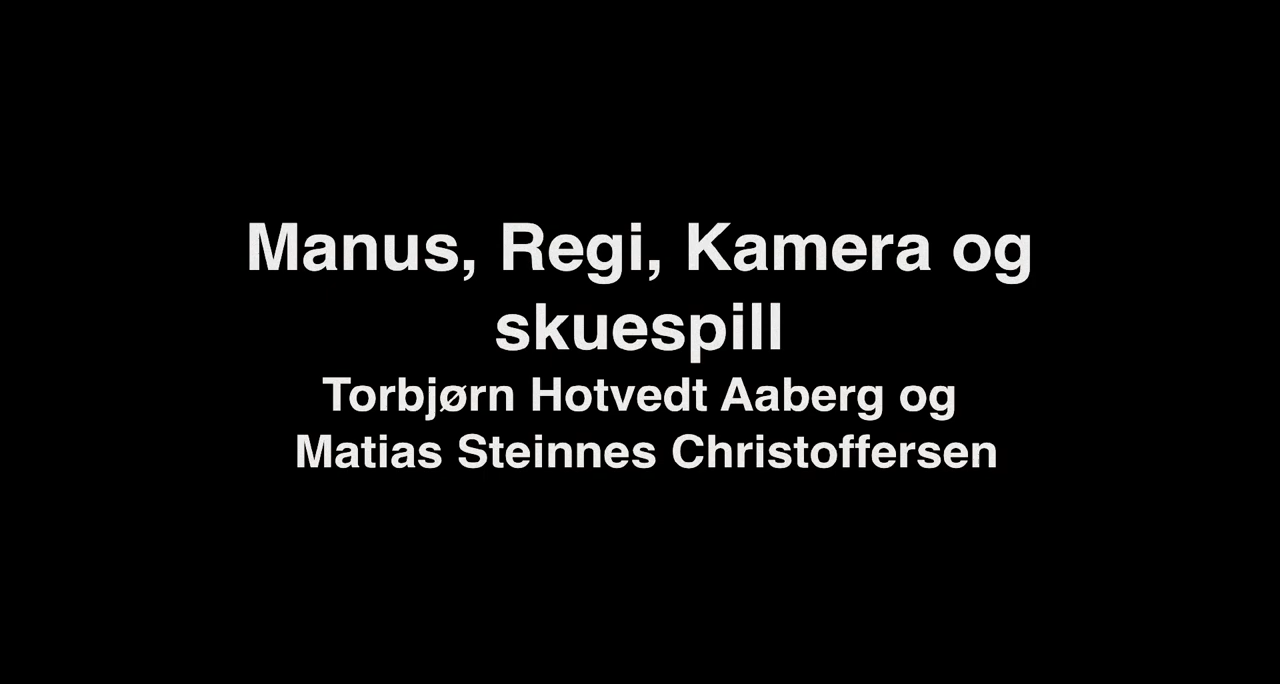 Manus, Regi, Kamera og
skuespill
Torbjørn Hotvedt Aaberg og
Matias Steinnes Christoffersen